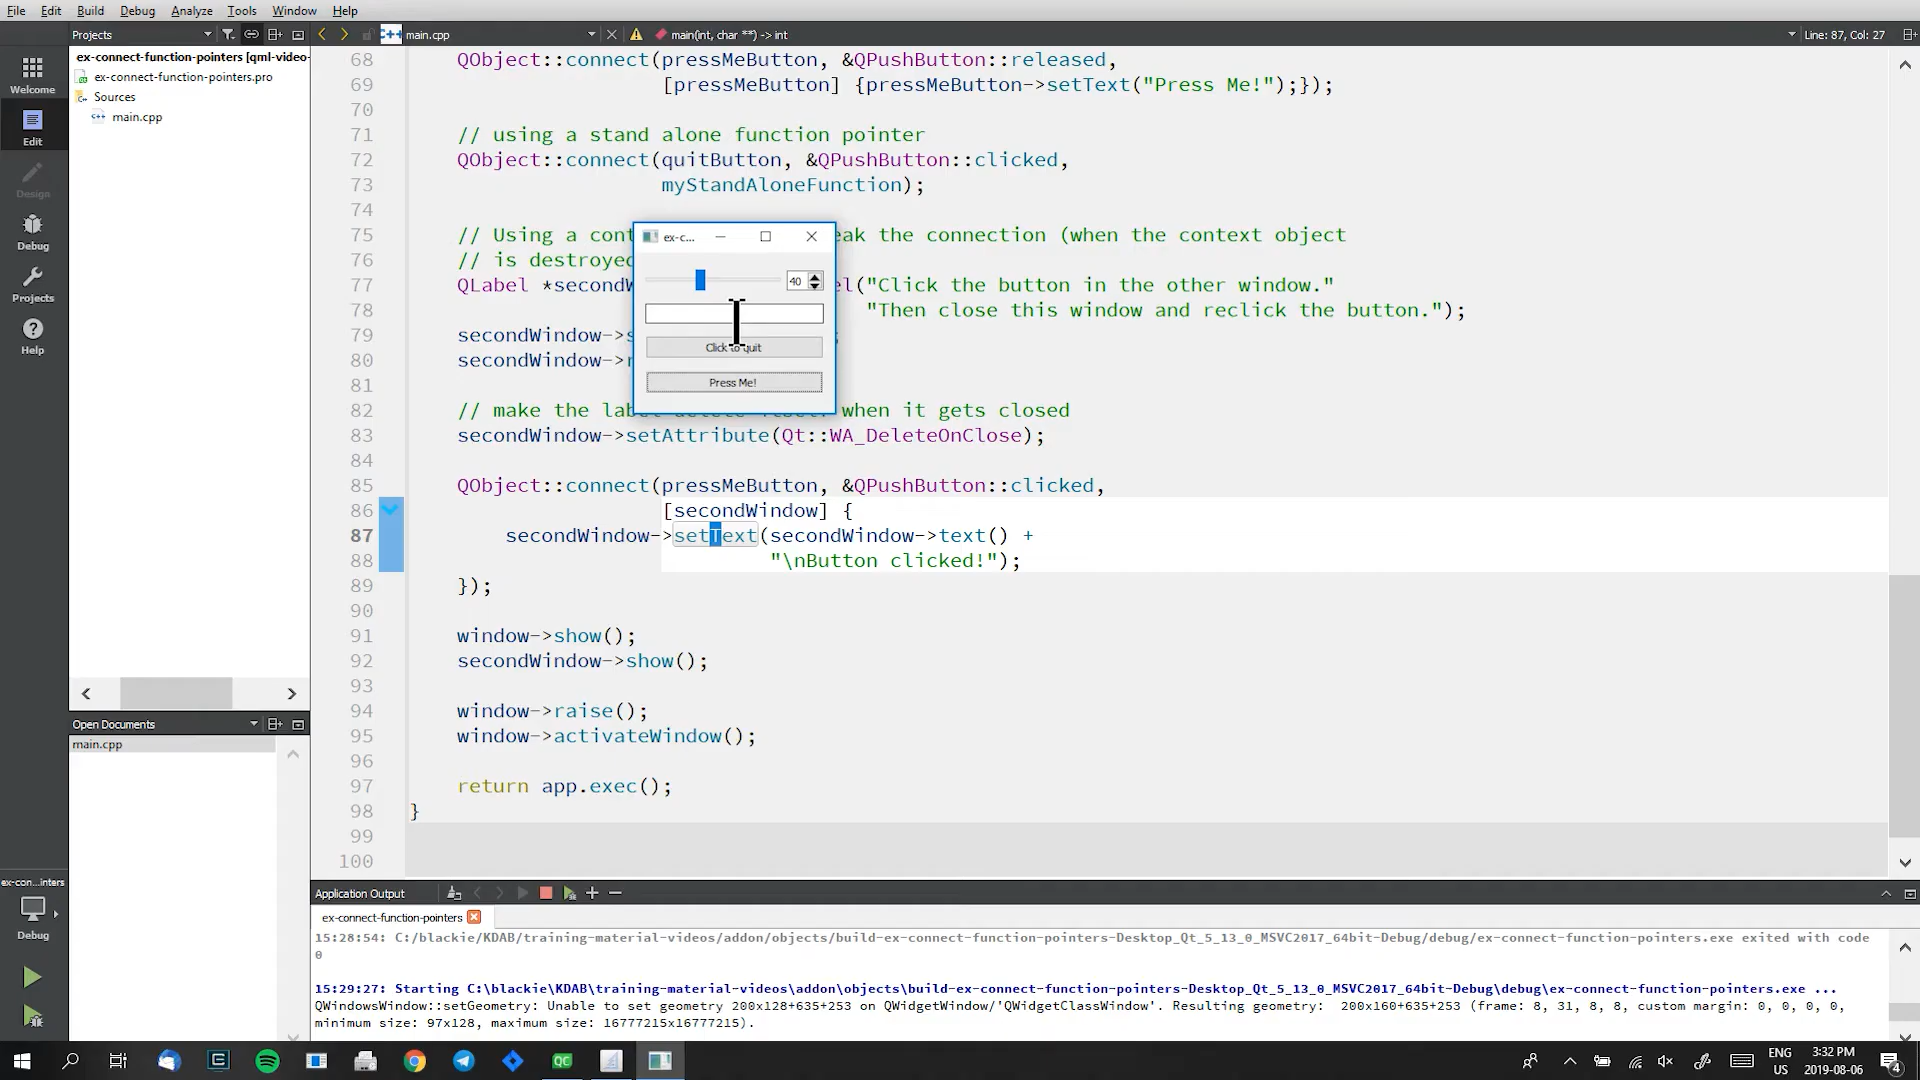 File Edit Build Debug Analyze Tools Window Help
Projects
main.cpp
main(int, char **) -> int
Line: 87, Col: 27
Welcome
Edit
Design
Debug
Projects
Help
ex-connect-function-pointers [qml-video-
ex-connect-function-pointers.pro
Sources
main.cpp
68 QObject::connect(pressMeButton, &QPushButton::released,
69 [pressMeButton] {pressMeButton->setText("Press Me!");});
70
71 // using a stand alone function pointer
72 QObject::connect(quitButton, &QPushButton::clicked,
73 myStandAloneFunction);
74
75 // Using a cont eak the connection (when the context object
76 // is destroyed
77 QLabel *secondW el("Click the button in the other window."
78 "Then close this window and reclick the button.");
79 secondWindow->s
80 secondWindow->r
81
82 // make the label delete itself when it gets closed
83 secondWindow->setAttribute(Qt::WA_DeleteOnClose);
84
85 QObject::connect(pressMeButton, &QPushButton::clicked,
86 [secondWindow] {
87 secondWindow->setText(secondWindow->text() +
88 "\nButton clicked!");
89 });
90
91 window->show();
92 secondWindow->show();
93
94 window->raise();
95 window->activateWindow();
96
97 return app.exec();
98 }
99
100
ex-c...
40
Click to quit
Press Me!
Open Documents
main.cpp
ex-con...inters
Debug
Application Output
ex-connect-function-pointers
15:28:54: C:/blackie/KDAB/training-material-videos/addon/objects/build-ex-connect-function-pointers-Desktop_Qt_5_13_0_MSVC2017_64bit-Debug/debug/ex-connect-function-pointers.exe exited with code
0
15:29:27: Starting C:\blackie\KDAB\training-material-videos\addon\objects\build-ex-connect-function-pointers-Desktop_Qt_5_13_0_MSVC2017_64bit-Debug\debug\ex-connect-function-pointers.exe ...
QWindowsWindow::setGeometry: Unable to set geometry 200x128+635+253 on QWidgetWindow/'QWidgetClassWindow'. Resulting geometry:  200x160+635+253 (frame: 8, 31, 8, 8, custom margin: 0, 0, 0, 0,
minimum size: 97x128, maximum size: 16777215x16777215).
ENG
US
3:32 PM
2019-08-06
4